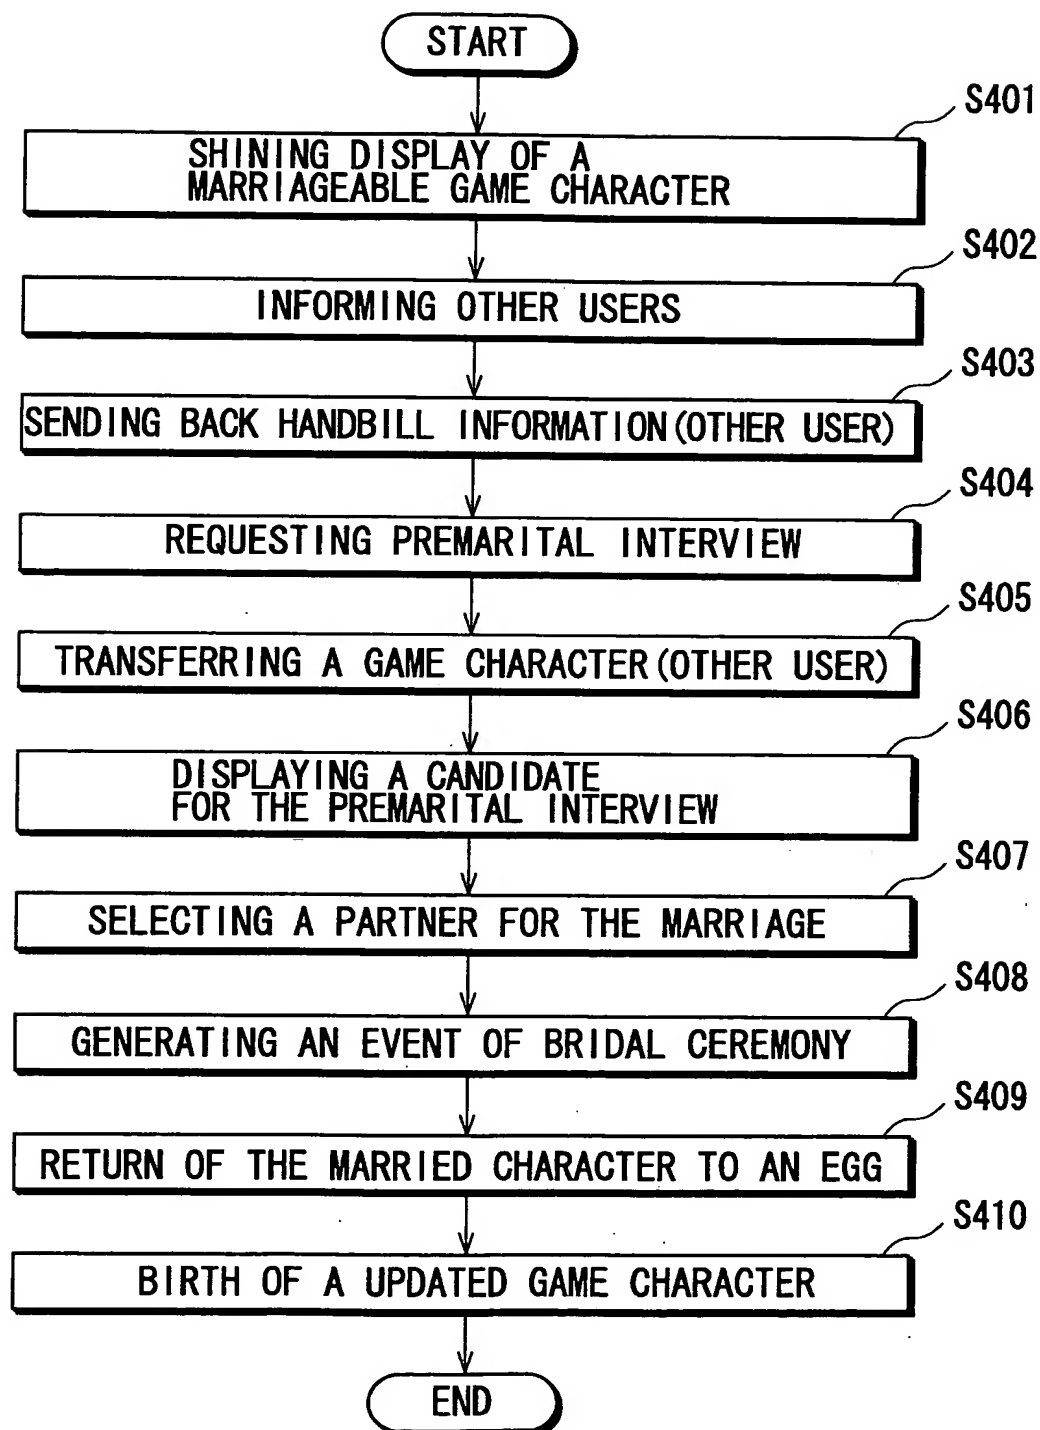 START
S401
SHINING DISPLAY OF A
MARRIAGEABLE GAME CHARACTER
S402
INFORMING OTHER USERS
S403
SENDING BACK HANDBILL INFORMATION(OTHER USER)
S404
REQUESTING PREMARITAL INTERVIEW
S405
TRANSFERRING A GAME CHARACTER(OTHER USER)
S406
DISPLAYING A CANDIDATE
FOR THE PREMARITAL INTERVIEW
S407
SELECTING A PARTNER FOR THE MARRIAGE
S408
GENERATING AN EVENT OF BRIDAL CEREMONY
S409
RETURN OF THE MARRIED CHARACTER TO AN EGG
S410
BIRTH OF A UPDATED GAME CHARACTER
END